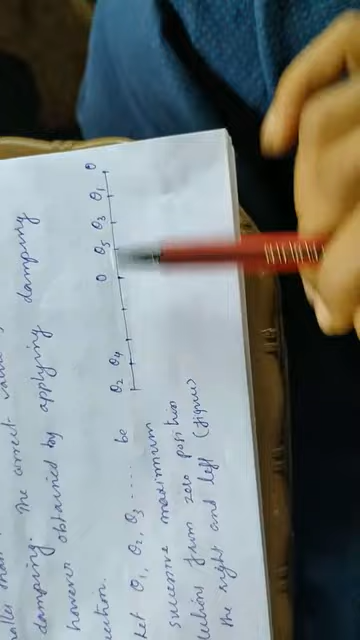 damping. The correct
however obtained by applying damping
Let θ1, θ2, θ3 ..... be
successive maximum
from zero position
the right and left (figure)
θ2 θ4 0 θ5 θ3 θ1 θ